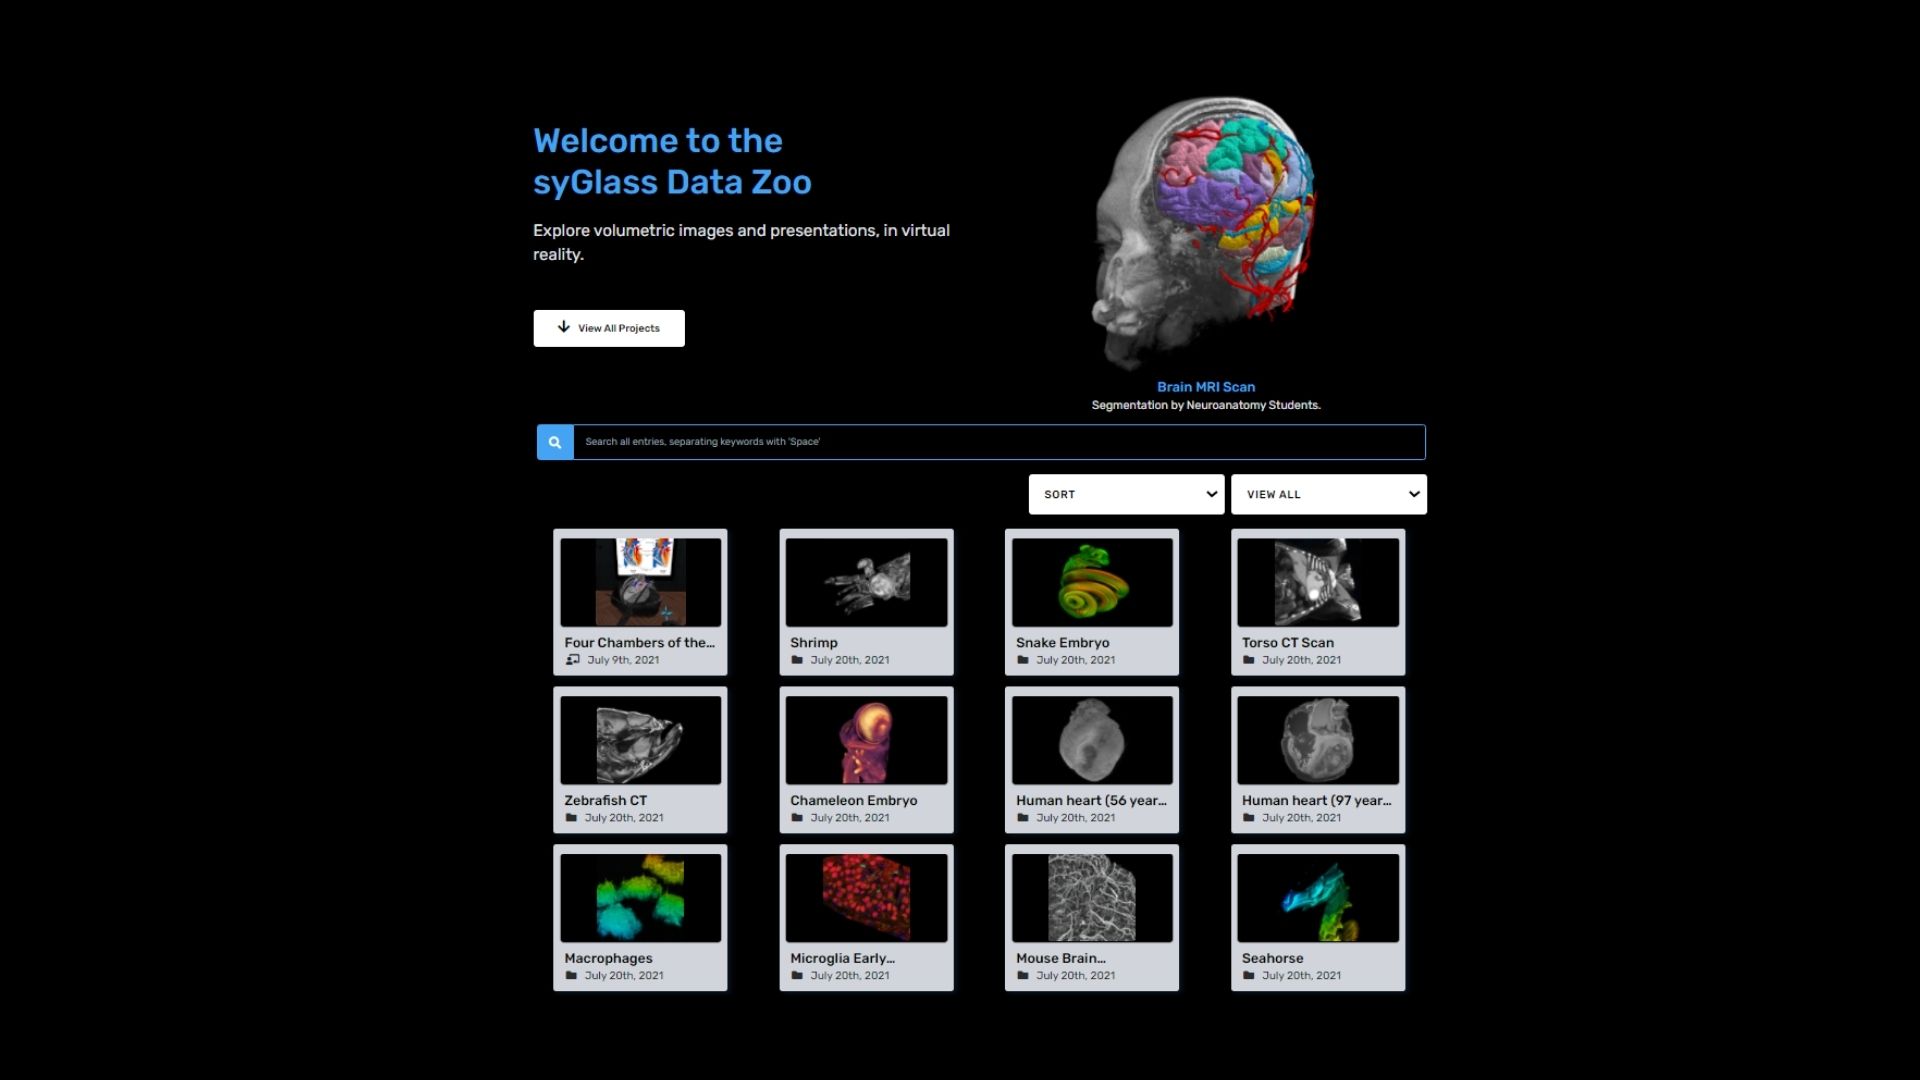 Welcome to the
syGlass Data Zoo
Explore volumetric images and presentations, in virtual
reality.
View All Projects
Brain MRI Scan
Segmentation by Neuroanatomy Students.
Search all entries, separating keywords with 'Space'
SORT
VIEW ALL
Four Chambers of the...
July 9th, 2021
Shrimp
July 20th, 2021
Snake Embryo
July 20th, 2021
Torso CT Scan
July 20th, 2021
Zebrafish CT
July 20th, 2021
Chameleon Embryo
July 20th, 2021
Human heart (56 year...
July 20th, 2021
Human heart (97 year...
July 20th, 2021
Macrophages
July 20th, 2021
Microglia Early...
July 20th, 2021
Mouse Brain...
July 20th, 2021
Seahorse
July 20th, 2021